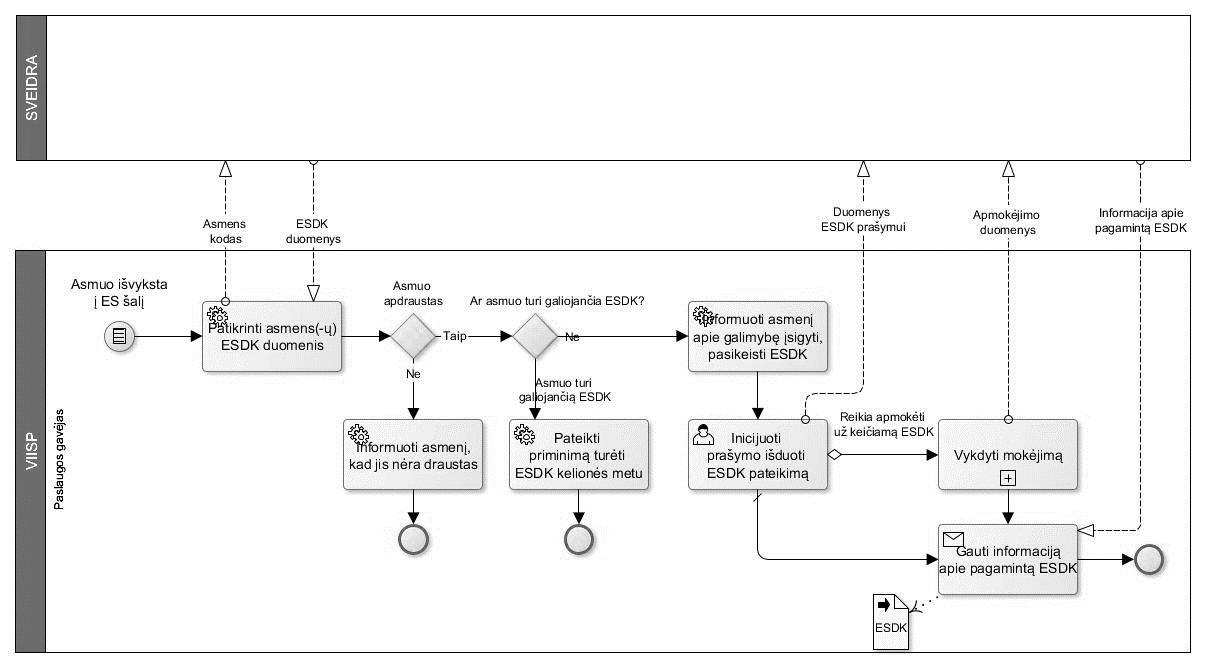 SVEIDRA
Asmens
kodas
ESDK
duomenys
Duomenys
ESDK prašymui
Apmokėjimo
duomenys
Informacija apie
pagamintą ESDK
VIISP
Paslaugos gavėjas
Asmuo išvyksta
į ES šalį
Patikrinti asmens(-ų)
ESDK duomenis
Asmuo
apdraustas
Taip
Ne
Ar asmuo turi galiojančia ESDK?
Ne
Asmuo turi
galiojančią ESDK
Informuoti asmenį
apie galimybę įsigyti,
pasikeisti ESDK
Informuoti asmenį,
kad jis nėra draustas
Pateikti
priminimą turėti
ESDK kelionės metu
Inicijuoti
prašymo išduoti
ESDK pateikimą
Reikia apmokėti
už keičiamą ESDK
Vykdyti mokėjimą
Gauti informaciją
apie pagamintą ESDK
ESDK